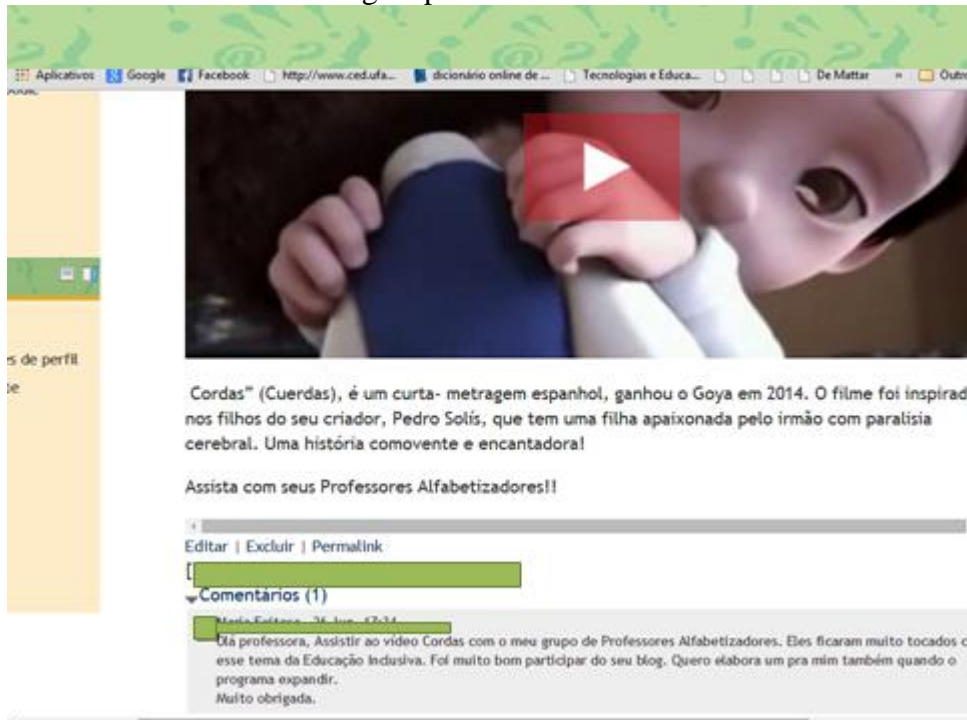 Aplicativos Google Facebook http://www.ced.ufa... dicionário online de ... Tecnologias e Educa... De Mattar » Outro
s de perfil
te
Cordas" (Cuerdas), é um curta- metragem espanhol, ganhou o Goya em 2014. O filme foi inspirad
nos filhos do seu criador, Pedro Solís, que tem uma filha apaixonada pelo irmão com paralisia
cerebral. Uma história comovente e encantadora!
Assista com seus Professores Alfabetizadores!!
Editar | Excluir | Permalink
[
Comentários (1)
Olá professora, Assistir ao vídeo Cordas com o meu grupo de Professores Alfabetizadores. Eles ficaram muito tocados c
esse tema da Educação Inclusiva. Foi muito bom participar do seu blog. Quero elabora um pra mim também quando o
programa expandir.
Muito obrigada.